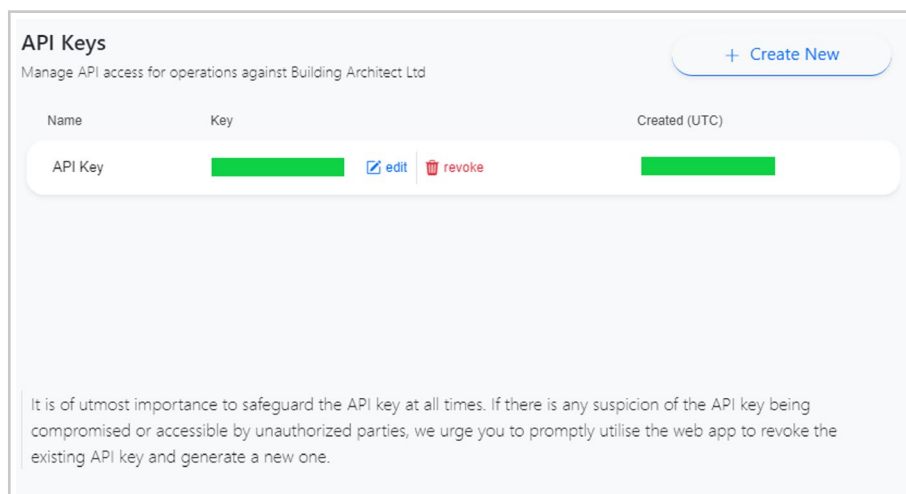 API Keys
+ Create New
Manage API access for operations against Building Architect Ltd
Name Key Created (UTC)
API Key edit revoke
It is of utmost importance to safeguard the API key at all times. If there is any suspicion of the API key being
compromised or accessible by unauthorized parties, we urge you to promptly utilise the web app to revoke the
existing API key and generate a new one.